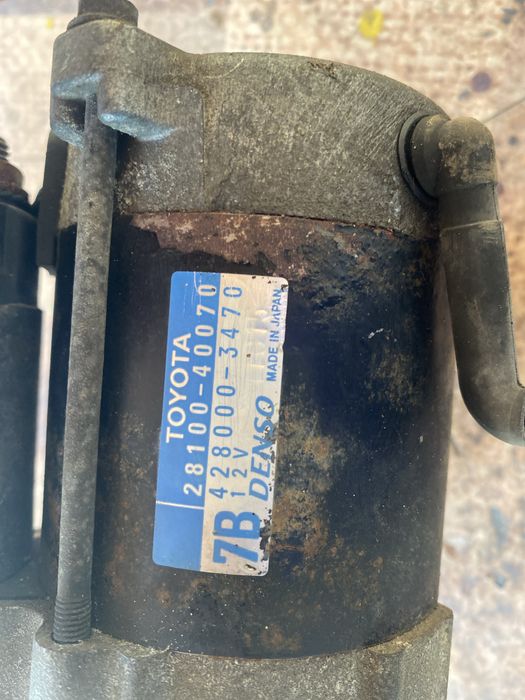 TOYOTA
28100-40070
428000-3470
7B 12V
DENSO MADE IN JAPAN